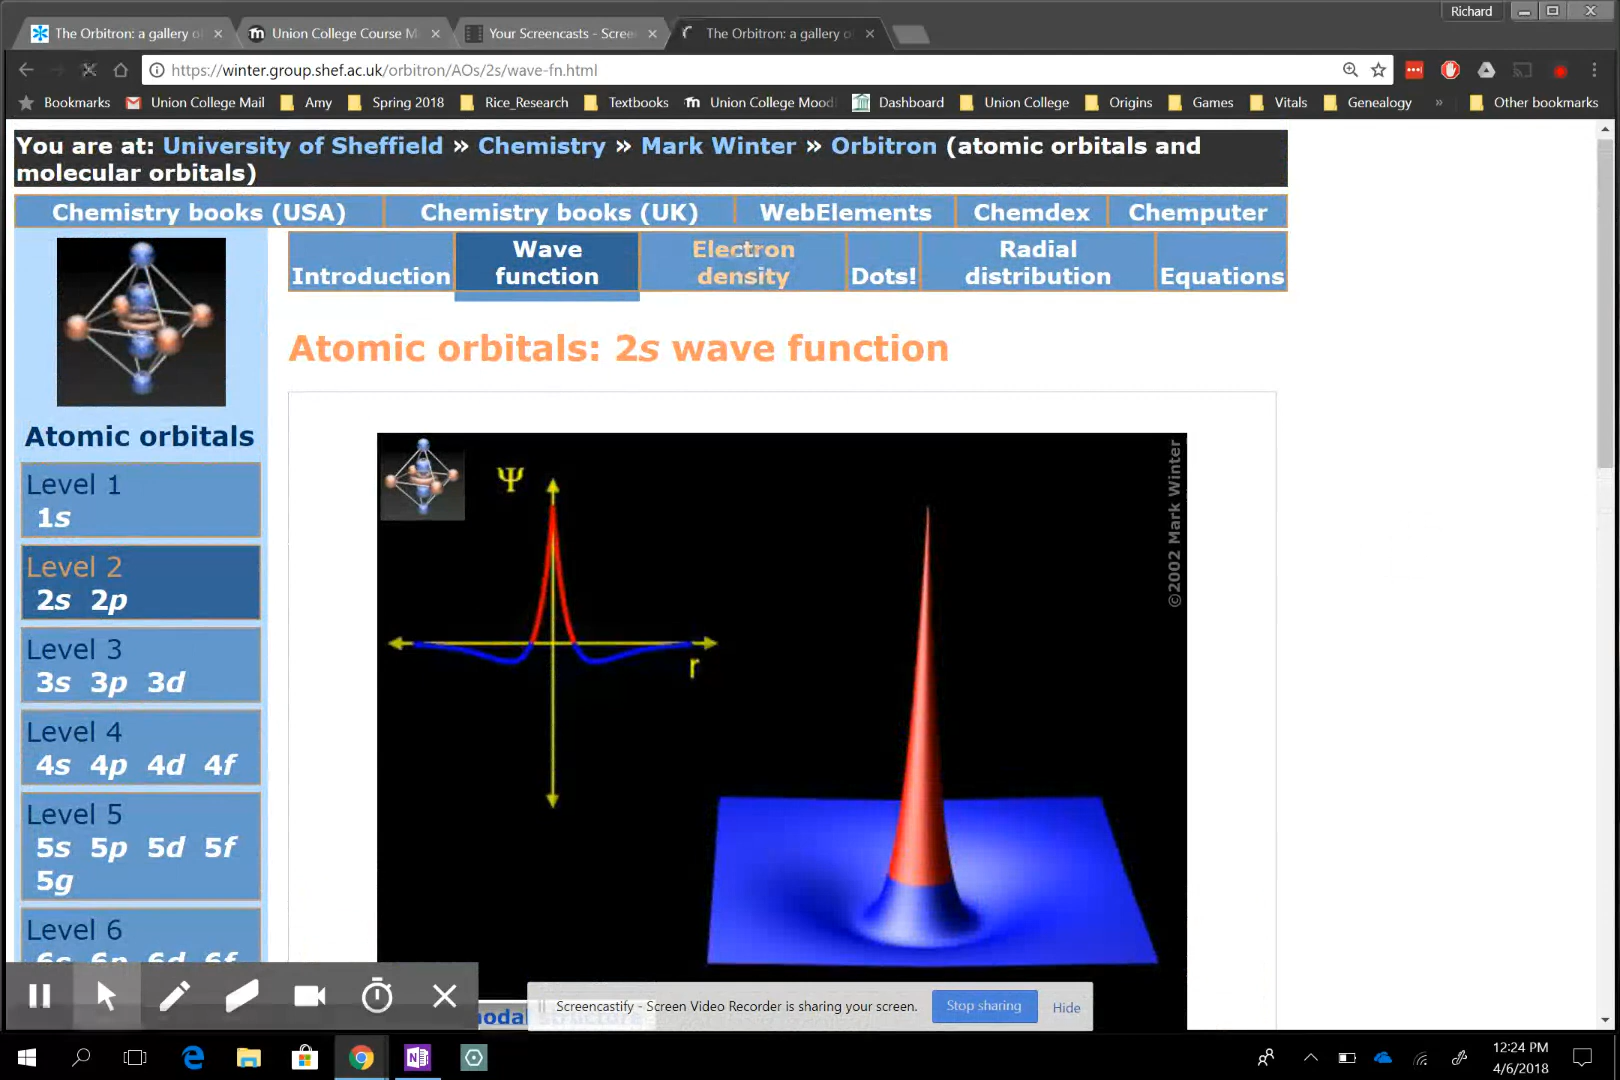 Richard
The Orbitron: a gallery o
Union College Course M
Your Screencasts - Scree
The Orbitron: a gallery o
https://winter.group.shef.ac.uk/orbitron/AOs/2s/wave-fn.html
Bookmarks
Union College Mail
Amy
Spring 2018
Rice_Research
Textbooks
Union College Mood
Dashboard
Union College
Origins
Games
Vitals
Genealogy
»
Other bookmarks
You are at: University of Sheffield » Chemistry » Mark Winter » Orbitron (atomic orbitals and
molecular orbitals)
Chemistry books (USA)
Chemistry books (UK)
WebElements
Chemdex
Chemputer
Introduction
Wave
function
Electron
density
Dots!
Radial
distribution
Equations
Atomic orbitals: 2s wave function
Atomic orbitals
Level 1
1s
Level 2
2s 2p
Level 3
3s 3p 3d
Level 4
4s 4p 4d 4f
Level 5
5s 5p 5d 5f
5g
Level 6
6s 6p 6d 6f
Ψ
r
©2002 Mark Winter
Screencastify - Screen Video Recorder is sharing your screen.
Stop sharing
Hide
12:24 PM
4/6/2018